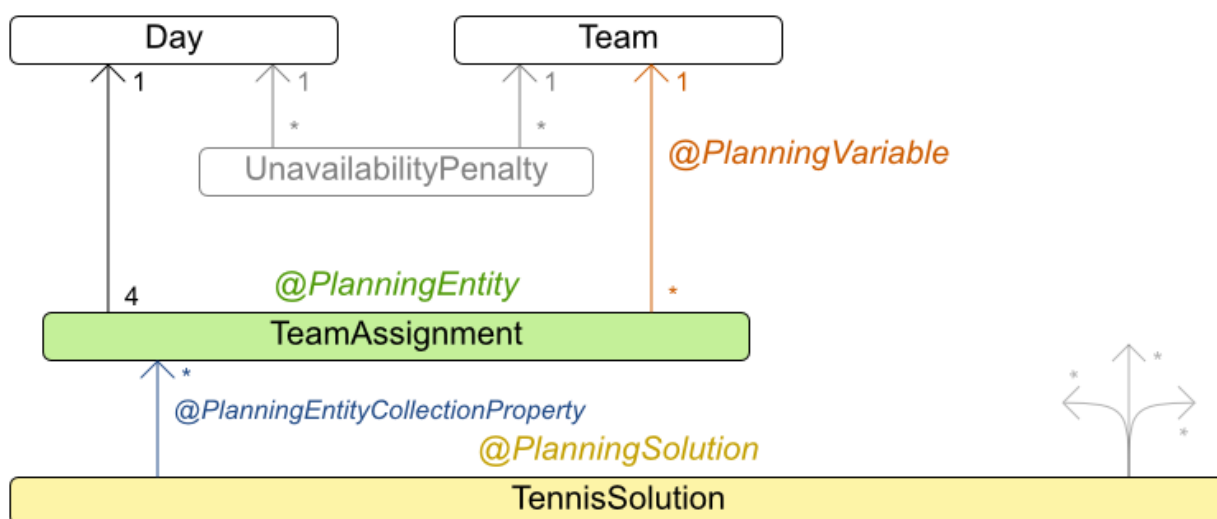 Day
Team
1
1
1
1
*
*
UnavailabilityPenalty
@PlanningVariable
@PlanningEntity
4
*
TeamAssignment
*
*
*
*
@PlanningEntityCollectionProperty
@PlanningSolution
TennisSolution